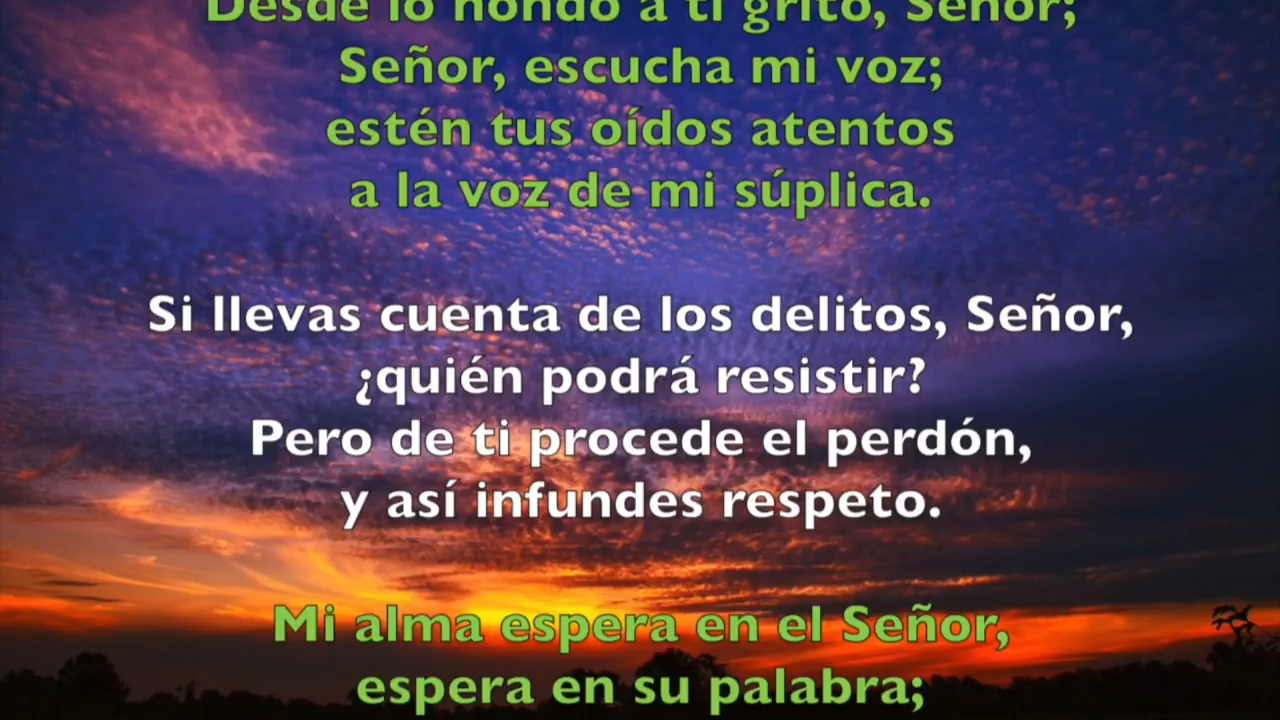 Desde lo hondo a ti grito, Señor;
Señor, escucha mi voz;
estén tus oídos atentos
a la voz de mi súplica.
Si llevas cuenta de los delitos, Señor,
¿quién podrá resistir?
Pero de ti procede el perdón,
y así infundes respeto.
Mi alma espera en el Señor,
espera en su palabra;